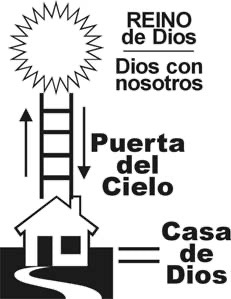 REINO
de Dios
Dios con
nosotros
Puerta
del
Cielo
Casa
de
Dios